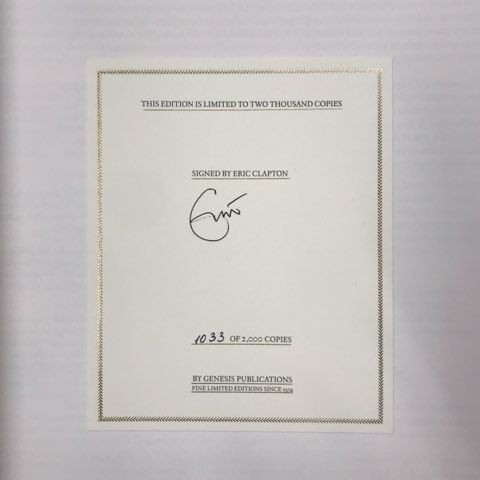 THIS EDITION IS LIMITED TO TWO THOUSAND COPIES
SIGNED BY ERIC CLAPTON
Eric
1033 OF 2,000 COPIES
BY GENESIS PUBLICATIONS
FINE LIMITED EDITIONS SINCE 1974